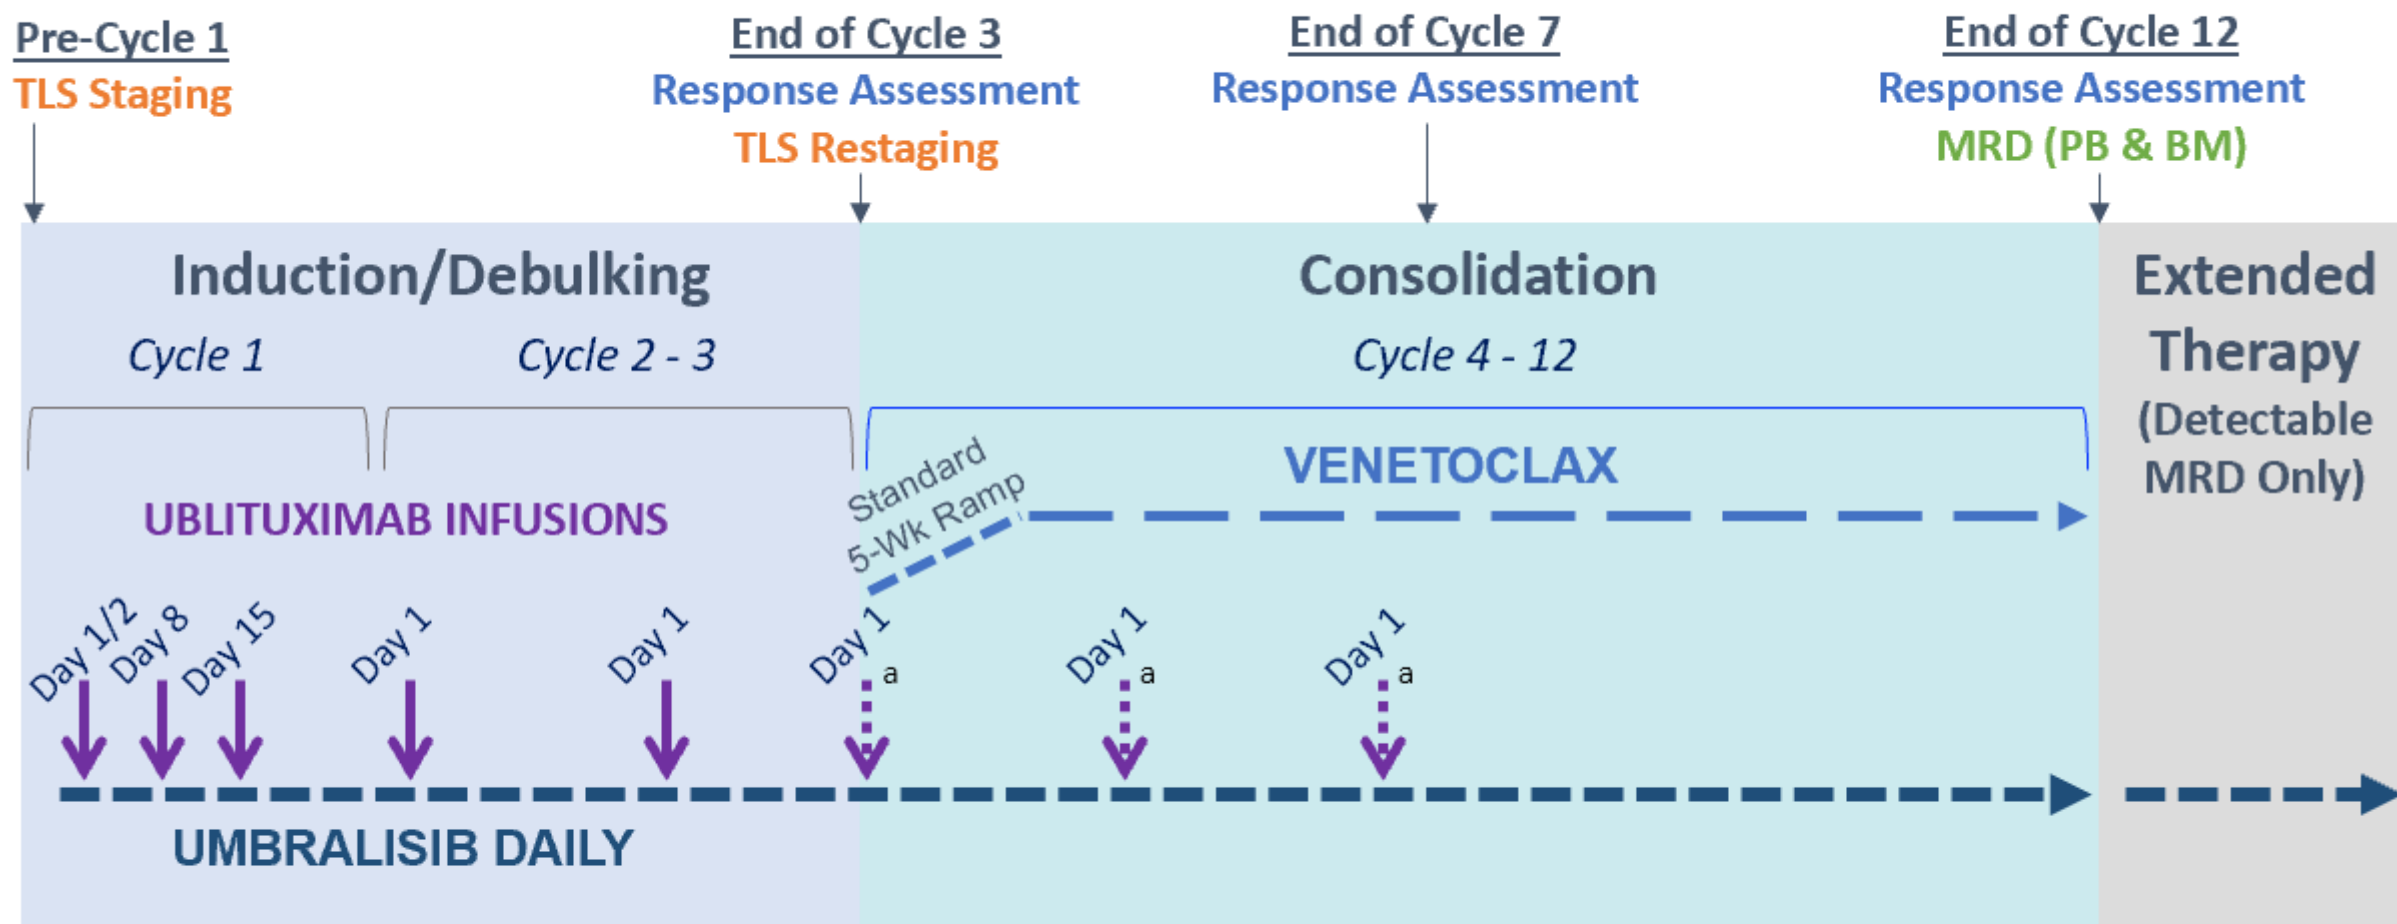 Pre-Cycle 1
TLS Staging
End of Cycle 3
Response Assessment
TLS Restaging
End of Cycle 7
Response Assessment
End of Cycle 12
Response Assessment
MRD (PB & BM)
Induction/Debulking
Cycle 1
Cycle 2 - 3
Consolidation
Cycle 4 - 12
Extended
Therapy
(Detectable
MRD Only)
UBLITUXIMAB INFUSIONS
Standard
5-Wk Ramp
VENETOCLAX
Day 1/2
Day 8
Day 15
Day 1
Day 1
Day 1
a
Day 1
a
Day 1
a
UMBRALISIB DAILY